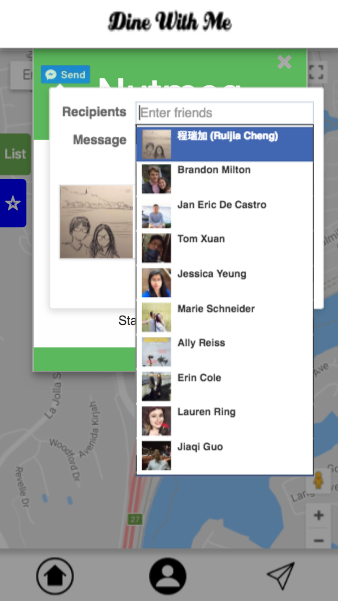 Dine With Me
Send
Nutmeg
Recipients
Enter friends
Message
List
程瑞加 (Ruijia Cheng)
Brandon Milton
Jan Eric De Castro
Tom Xuan
Jessica Yeung
Marie Schneider
Ally Reiss
Erin Cole
Lauren Ring
Jiaqi Guo
Sta
La Jolla S
Woodford Dr
Avenida Kirjah
Revelle Dr
27
Ave